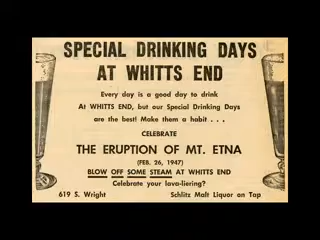 SPECIAL DRINKING DAYS
AT WHITTS END
Every day is a good day to drink
At WHITTS END, but our Special Drinking Days
are the best! Make them a habit . . .
CELEBRATE
THE ERUPTION OF MT. ETNA
(FEB. 26, 1947)
BLOW OFF SOME STEAM AT WHITTS END
Celebrate your lava-liering?
619 S. Wright Schlitz Malt Liquor on Tap